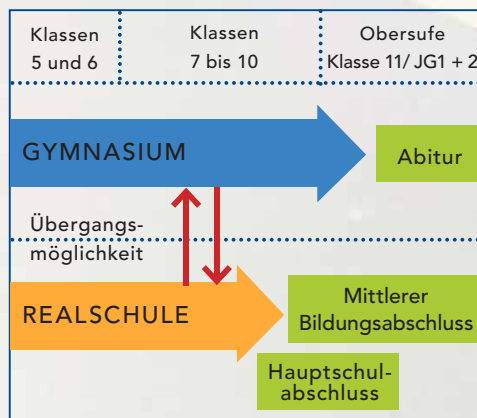 Klassen
5 und 6
Klassen
7 bis 10
Obersufe
Klasse 11/ JG1 + 2
GYMNASIUM
Abitur
Übergangs-
möglichkeit
REALSCHULE
Mittlerer
Bildungsabschluss
Hauptschul-
abschluss